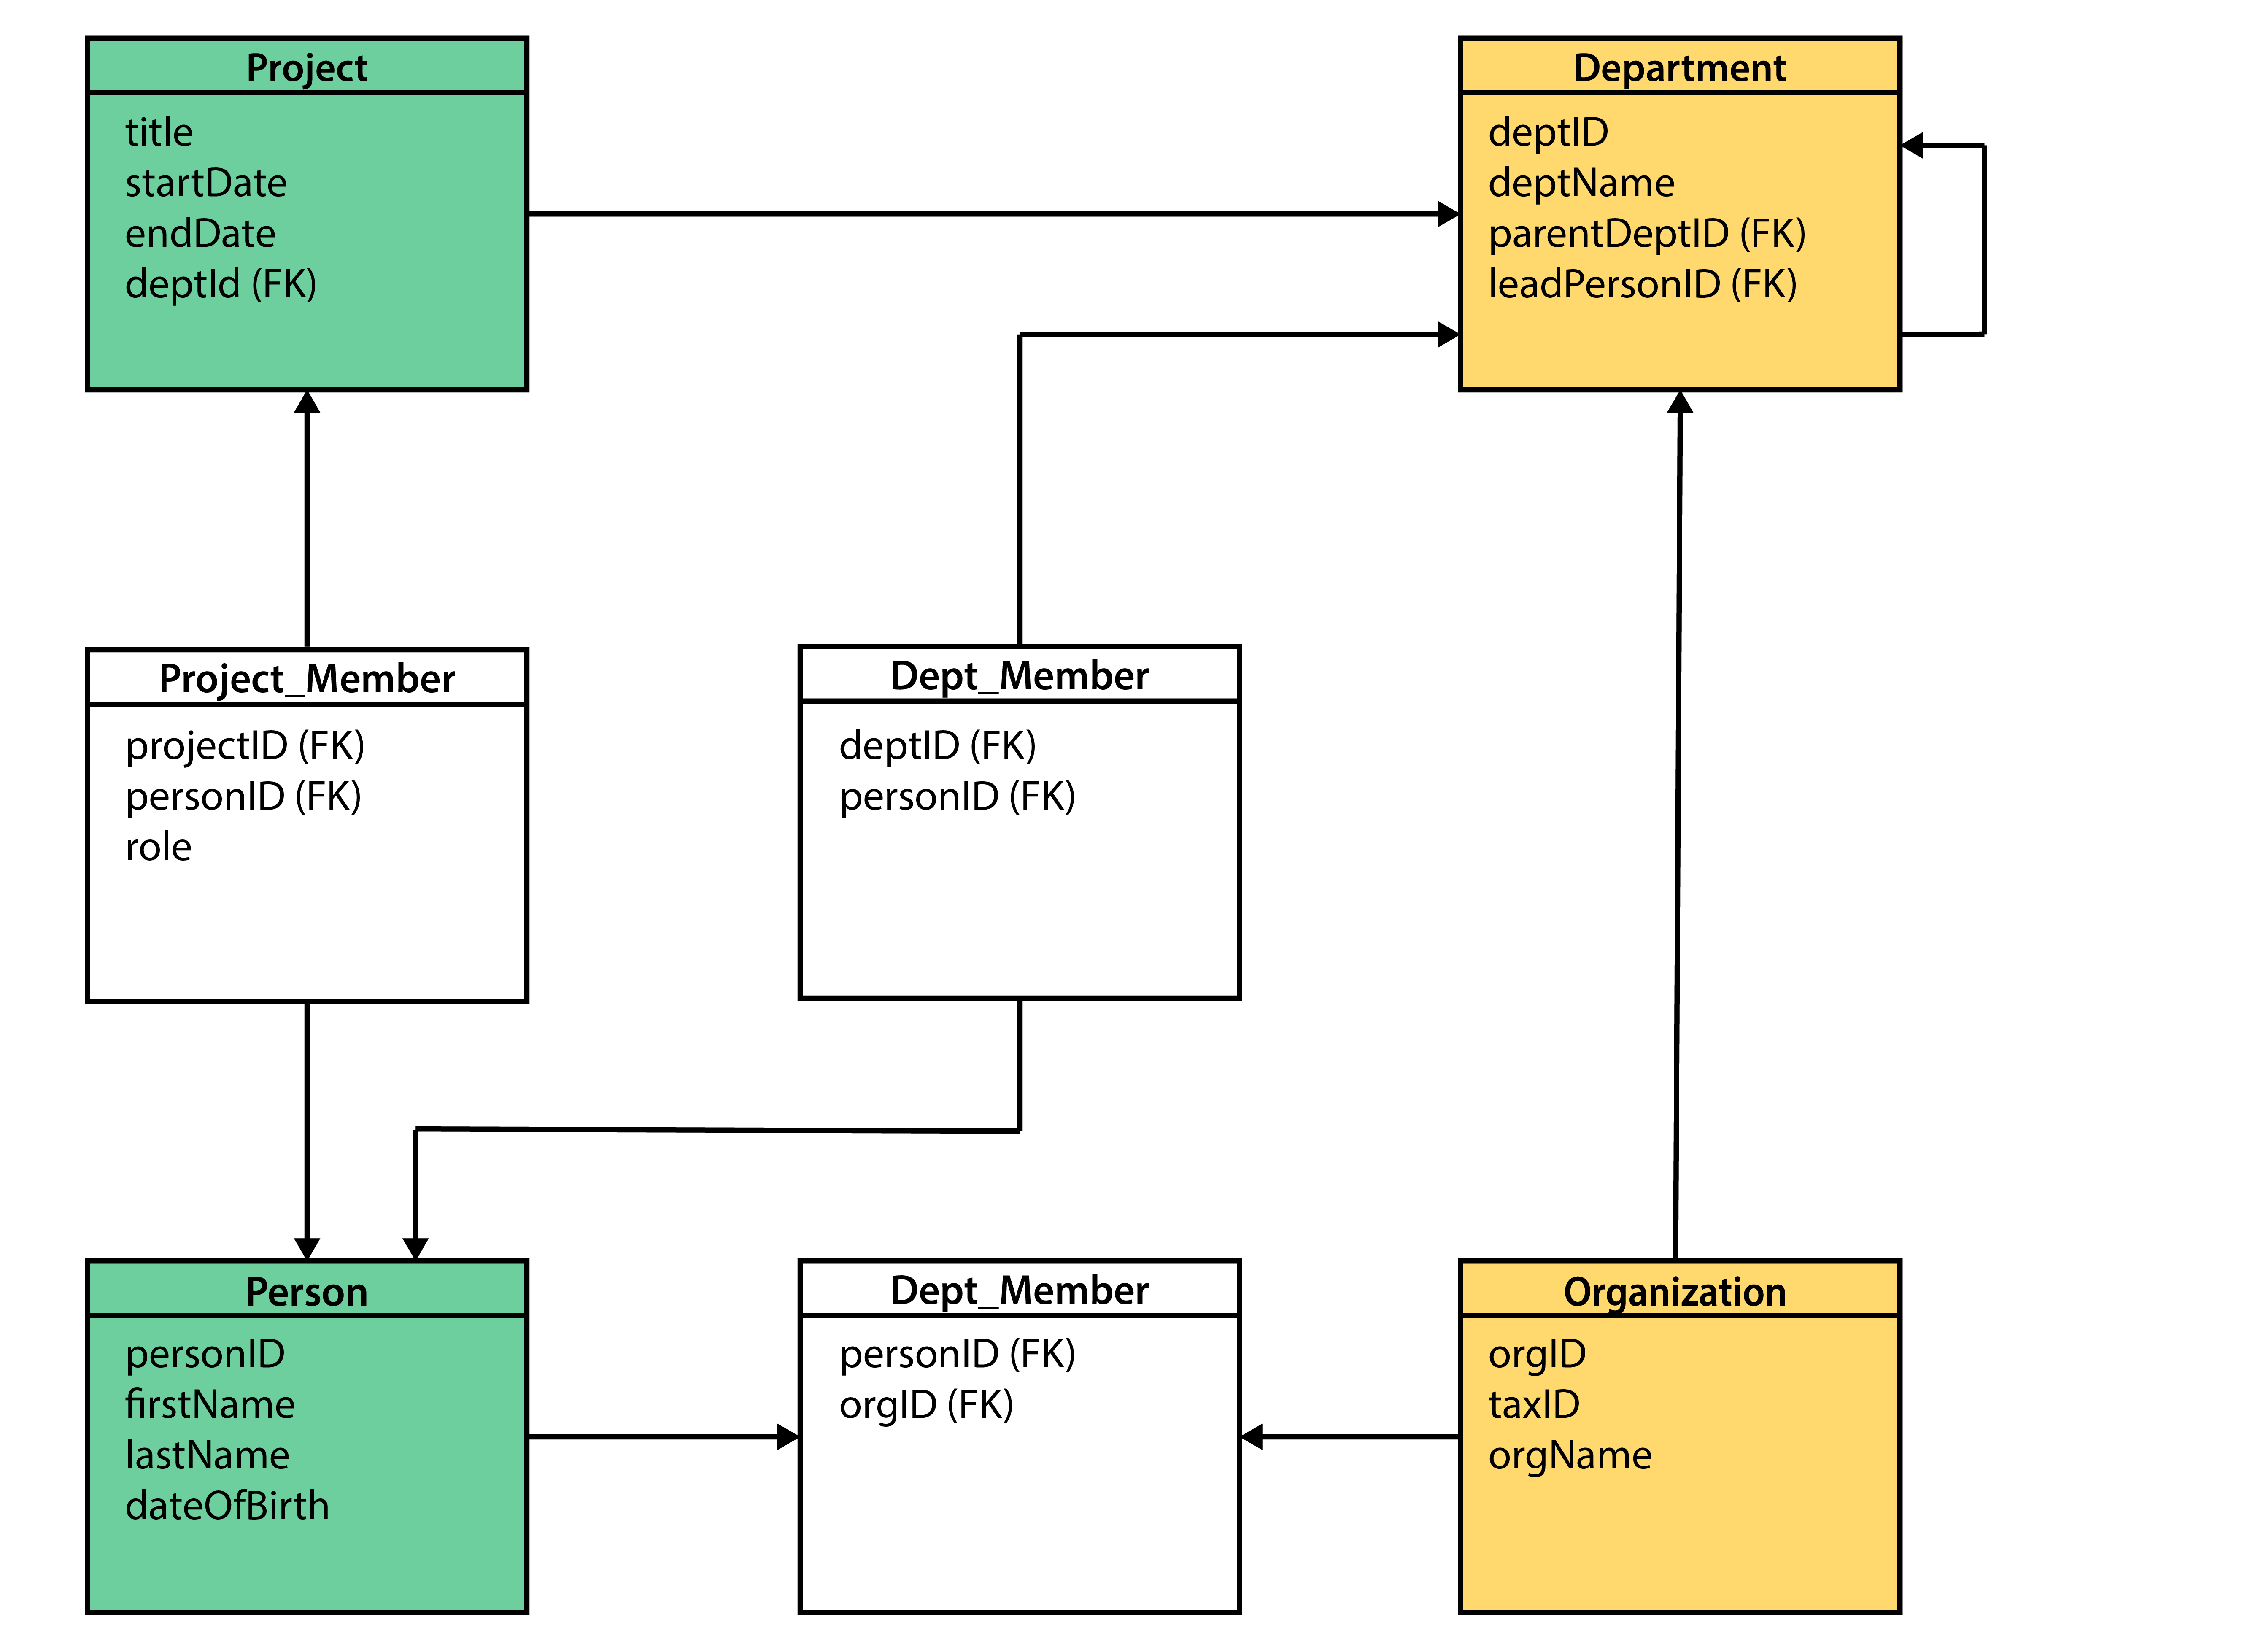 Project
title
startDate
endDate
deptId (FK)
Department
deptID
deptName
parentDeptID (FK)
leadPersonID (FK)
Project_Member
projectID (FK)
personID (FK)
role
Dept_Member
deptID (FK)
personID (FK)
Person
personID
firstName
lastName
dateOfBirth
Dept_Member
personID (FK)
orgID (FK)
Organization
orgID
taxID
orgName